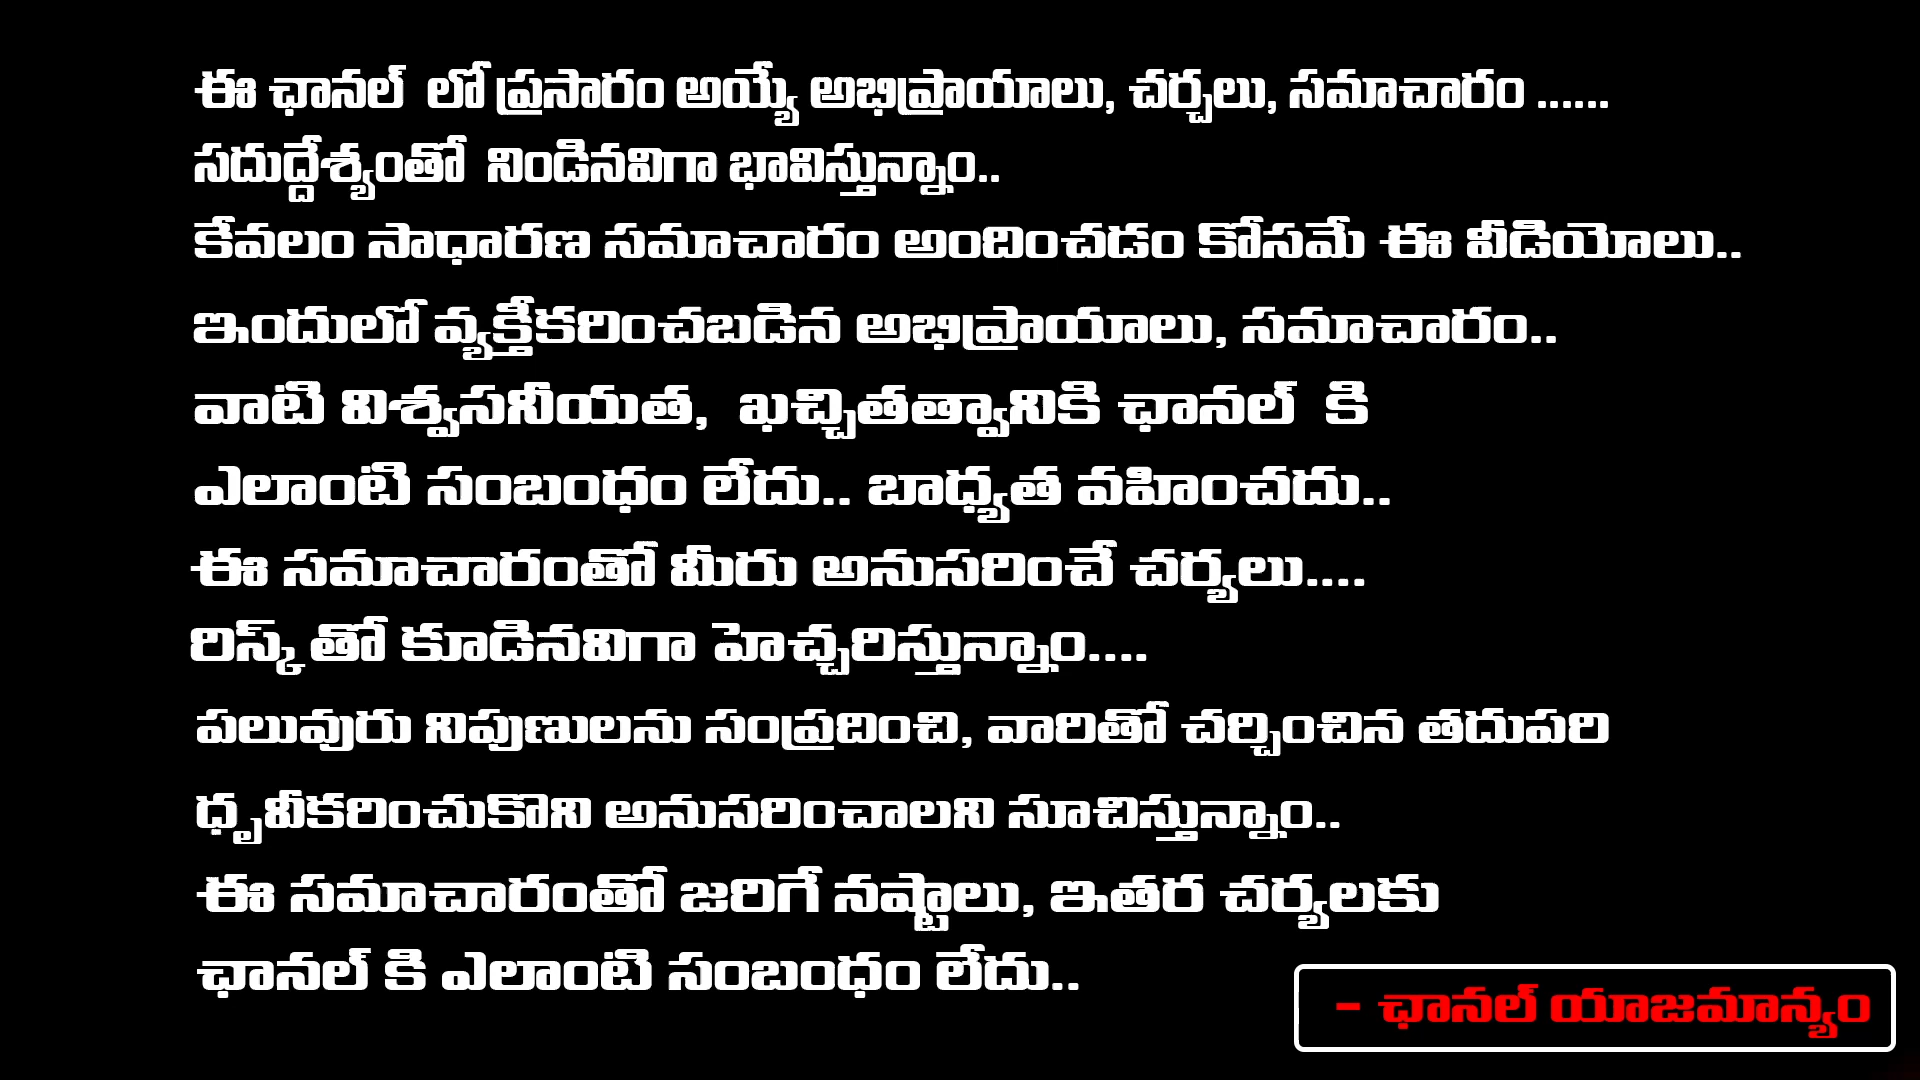 ఈ ఛానల్ లో ప్రసారం అయ్యే అభిప్రాయాలు, చర్చలు, సమాచారం ......
సదుద్దేశ్యంతో నిండినవిగా భావిస్తున్నాం..
కేవలం సాధారణ సమాచారం అందించడం కోసమే ఈ వీడియోలు..
ఇందులో వ్యక్తీకరించబడిన అభిప్రాయాలు, సమాచారం..
వాటి విశ్వసనీయత, ఖచ్చితత్వానికి ఛానల్ కి
ఎలాంటి సంబంధం లేదు.. బాధ్యత వహించదు..
ఈ సమాచారంతో మీరు అనుసరించే చర్యలు....
రిస్క్ తో కూడినవిగా హెచ్చరిస్తున్నాం....
పలువురు నిపుణులను సంప్రదించి, వారితో చర్చించిన తదుపరి
ధృవీకరించుకొని అనుసరించాలని సూచిస్తున్నాం..
ఈ సమాచారంతో జరిగే నష్టాలు, ఇతర చర్యలకు
ఛానల్ కి ఎలాంటి సంబంధం లేదు..
- ఛానల్ యాజమాన్యం